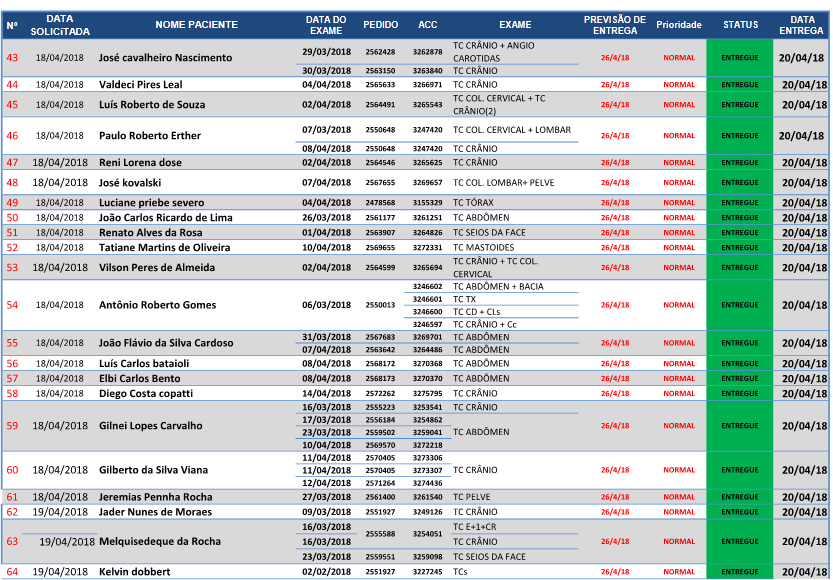 Nº DATA SOLICITADA NOME PACIENTE DATA DO EXAME PEDIDO ACC EXAME PREVISÃO DE ENTREGA Prioridade STATUS DATA ENTREGA
43 18/04/2018 José cavalheiro Nascimento 29/03/2018 2562428 3262878 TC CRÂNIO + ANGIO CAROTIDAS 26/4/18 NORMAL ENTREGUE 20/04/18
30/03/2018 2563150 3263840 TC CRÂNIO
44 18/04/2018 Valdeci Pires Leal 04/04/2018 2565633 3266971 TC CRÂNIO 26/4/18 NORMAL ENTREGUE 20/04/18
45 18/04/2018 Luís Roberto de Souza 02/04/2018 2564491 3265543 TC COL. CERVICAL + TC CRÂNIO(2) 26/4/18 NORMAL ENTREGUE 20/04/18
46 18/04/2018 Paulo Roberto Erther 07/03/2018 2550648 3247420 TC COL. CERVICAL + LOMBAR 26/4/18 NORMAL ENTREGUE 20/04/18
08/04/2018 2550648 3247420 TC CRÂNIO
47 18/04/2018 Reni Lorena dose 02/04/2018 2564546 3265625 TC CRÂNIO 26/4/18 NORMAL ENTREGUE 20/04/18
48 18/04/2018 José kovalski 07/04/2018 2567655 3269657 TC COL. LOMBAR+ PELVE 26/4/18 NORMAL ENTREGUE 20/04/18
49 18/04/2018 Luciane priebe severo 04/04/2018 2478568 3155329 TC TÓRAX 26/4/18 NORMAL ENTREGUE 20/04/18
50 18/04/2018 João Carlos Ricardo de Lima 26/03/2018 2561177 3261251 TC ABDÔMEN 26/4/18 NORMAL ENTREGUE 20/04/18
51 18/04/2018 Renato Alves da Rosa 01/04/2018 2563907 3264826 TC SEIOS DA FACE 26/4/18 NORMAL ENTREGUE 20/04/18
52 18/04/2018 Tatiane Martins de Oliveira 10/04/2018 2569655 3272331 TC MASTOIDES 26/4/18 NORMAL ENTREGUE 20/04/18
53 18/04/2018 Vilson Peres de Almeida 02/04/2018 2564599 3265694 TC CRÂNIO + TC COL. CERVICAL 26/4/18 NORMAL ENTREGUE 20/04/18
54 18/04/2018 Antônio Roberto Gomes 06/03/2018 2550013 3246602 TC ABDÔMEN + BACIA 26/4/18 NORMAL ENTREGUE 20/04/18
3246601 TC TX
3246600 TC CD + CLs
3246597 TC CRÂNIO + Cc
55 18/04/2018 João Flávio da Silva Cardoso 31/03/2018 2567683 3269701 TC ABDÔMEN 26/4/18 NORMAL ENTREGUE 20/04/18
07/04/2018 2563642 3264486 TC ABDÔMEN
56 18/04/2018 Luís Carlos bataioli 08/04/2018 2568172 3270368 TC ABDÔMEN 26/4/18 NORMAL ENTREGUE 20/04/18
57 18/04/2018 Elbi Carlos Bento 08/04/2018 2568173 3270370 TC ABDÔMEN 26/4/18 NORMAL ENTREGUE 20/04/18
58 18/04/2018 Diego Costa copatti 14/04/2018 2572262 3275795 TC CRÂNIO 26/4/18 NORMAL ENTREGUE 20/04/18
59 18/04/2018 Gilnei Lopes Carvalho 16/03/2018 2555223 3253541 TC CRÂNIO 26/4/18 NORMAL ENTREGUE 20/04/18
17/03/2018 2556184 3254862
23/03/2018 2559502 3259041 TC ABDÔMEN
10/04/2018 2569570 3272218
60 18/04/2018 Gilberto da Silva Viana 11/04/2018 2570405 3273306 26/4/18 NORMAL ENTREGUE 20/04/18
11/04/2018 2570405 3273307 TC CRÂNIO
12/04/2018 2571264 3274436
61 18/04/2018 Jeremias Pennha Rocha 27/03/2018 2561400 3261540 TC PELVE 26/4/18 NORMAL ENTREGUE 20/04/18
62 19/04/2018 Jader Nunes de Moraes 09/03/2018 2551927 3249126 TC CRÂNIO 26/4/18 NORMAL ENTREGUE 20/04/18
63 19/04/2018 Melquisedeque da Rocha 16/03/2018 2555588 3254051 TC E+1+CR 26/4/18 NORMAL ENTREGUE 20/04/18
16/03/2018 TC CRÂNIO
23/03/2018 2559551 3259098 TC SEIOS DA FACE
64 19/04/2018 Kelvin dobbert 02/02/2018 2551927 3227245 TCs 26/4/18 NORMAL ENTREGUE 20/04/18